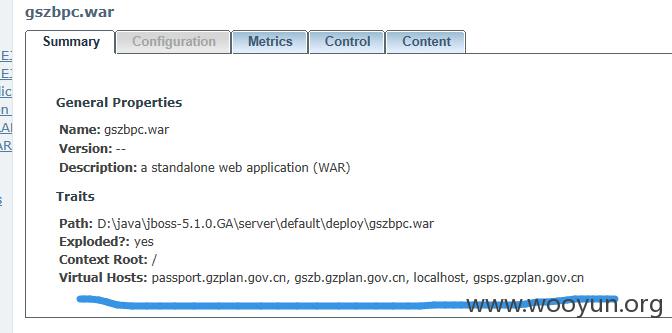 gszbpc.war
Summary Configuration Metrics Control Content
General Properties
Name: gszbpc.war
Version: --
Description: a standalone web application (WAR)
Traits
Path: D:\java\jboss-5.1.0.GA\server\default\deploy\gszbpc.war
Exploded?: yes
Context Root: /
Virtual Hosts: passport.gzplan.gov.cn, gszb.gzplan.gov.cn, localhost, gsps.gzplan.gov.cn
www.wooyun.org